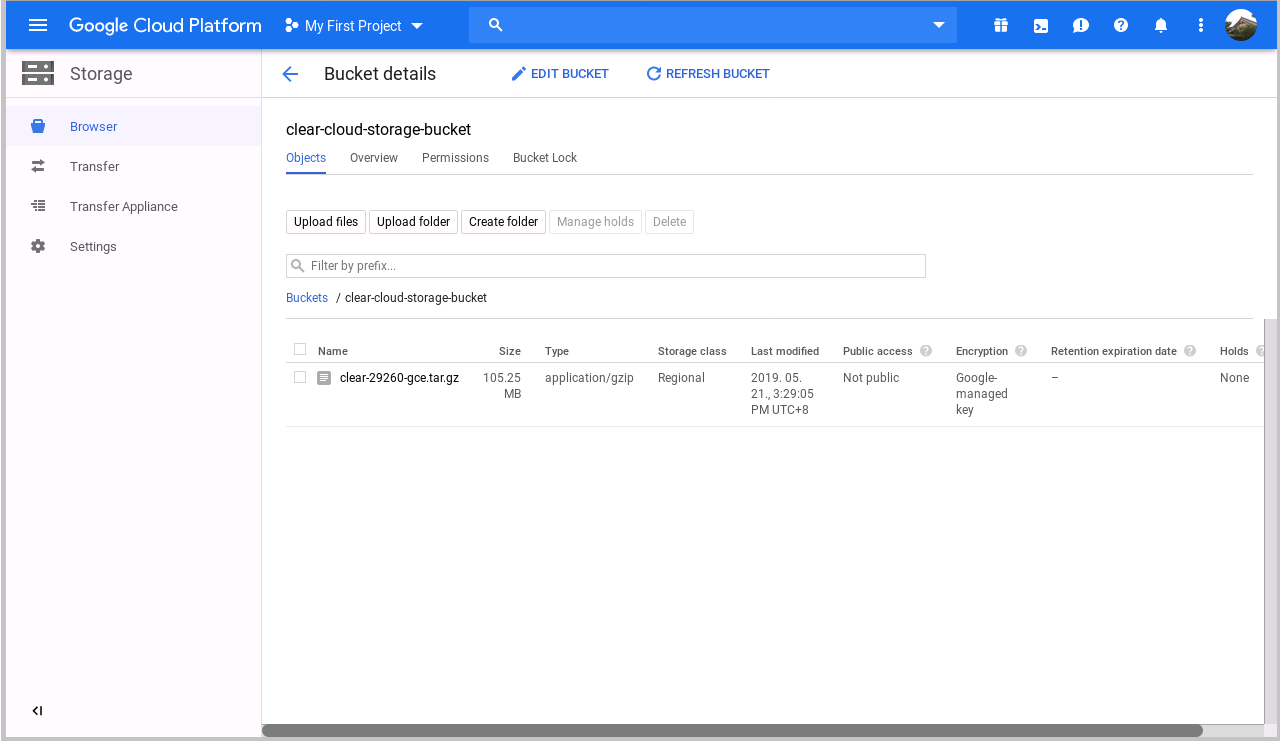 Google Cloud Platform My First Project
Storage Bucket details EDIT BUCKET REFRESH BUCKET
Browser
Transfer
Transfer Appliance
Settings
clear-cloud-storage-bucket
Objects Overview Permissions Bucket Lock
Upload files Upload folder Create folder Manage holds Delete
Filter by prefix...
Buckets / clear-cloud-storage-bucket
Name Size Type Storage class Last modified Public access Encryption Retention expiration date Holds
clear-29260-gce.tar.gz 105.25 application/gzip Regional 2019. 05. Not public Google- – None
MB 21., 3:29:05 managed
PM UTC+8 key